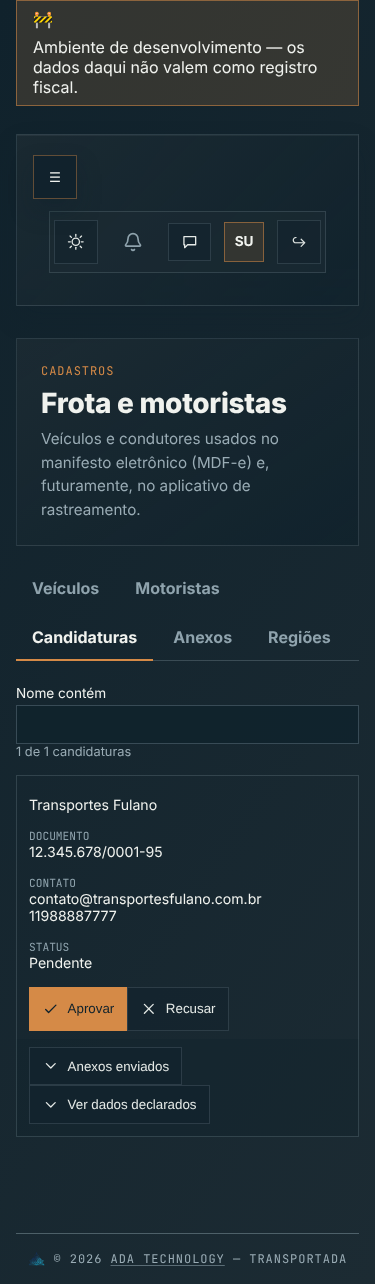 Ambiente de desenvolvimento — os
dados daqui não valem como registro
fiscal.
SU
CADASTROS
Frota e motoristas
Veículos e condutores usados no
manifesto eletrônico (MDF-e) e,
futuramente, no aplicativo de
rastreamento.
Veículos Motoristas
Candidaturas Anexos Regiões
Nome contém
1 de 1 candidaturas
Transportes Fulano
DOCUMENTO
12.345.678/0001-95
CONTATO
contato@transportesfulano.com.br
11988887777
STATUS
Pendente
Aprovar Recusar
Anexos enviados
Ver dados declarados
© 2026 ADA TECHNOLOGY — TRANSPORTADA